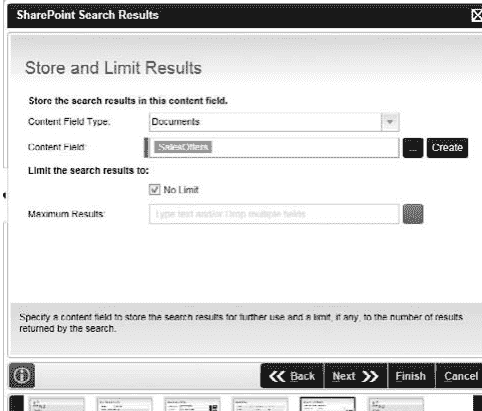 SharePoint Search Results
Store and Limit Results
Store the search results in this content field.
Content Field Type: Documents
Content Field: SalesOffers ... Create
Limit the search results to:
No Limit
Maximum Results: Type text and/or Drop multiple fields
Specify a content field to store the search results for further use and a limit, if any, to the number of results
returned by the search.
Back Next Finish Cancel